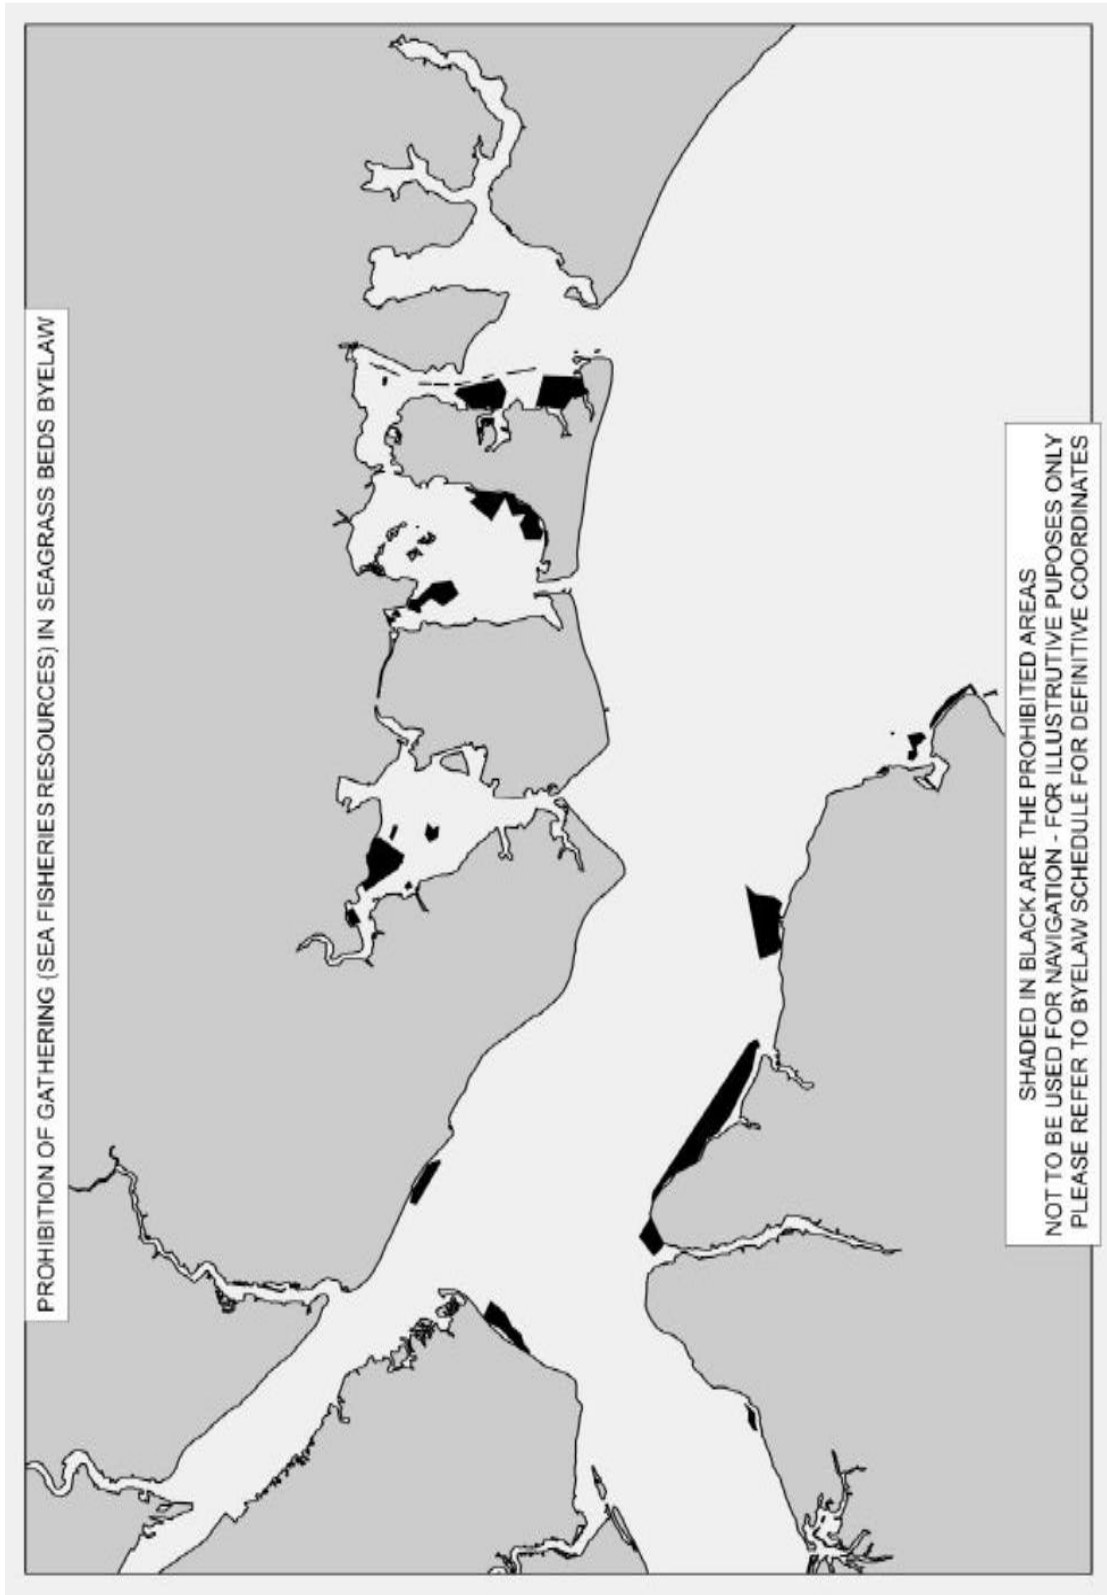 PROHIBITION OF GATHERING (SEA FISHERIES RESOURCES) IN SEAGRASS BEDS BYELAW
SHADED IN BLACK ARE THE PROHIBITED AREAS
NOT TO BE USED FOR NAVIGATION - FOR ILLUSTRUTIVE PUPOSES ONLY
PLEASE REFER TO BYELAW SCHEDULE FOR DEFINITIVE COORDINATES